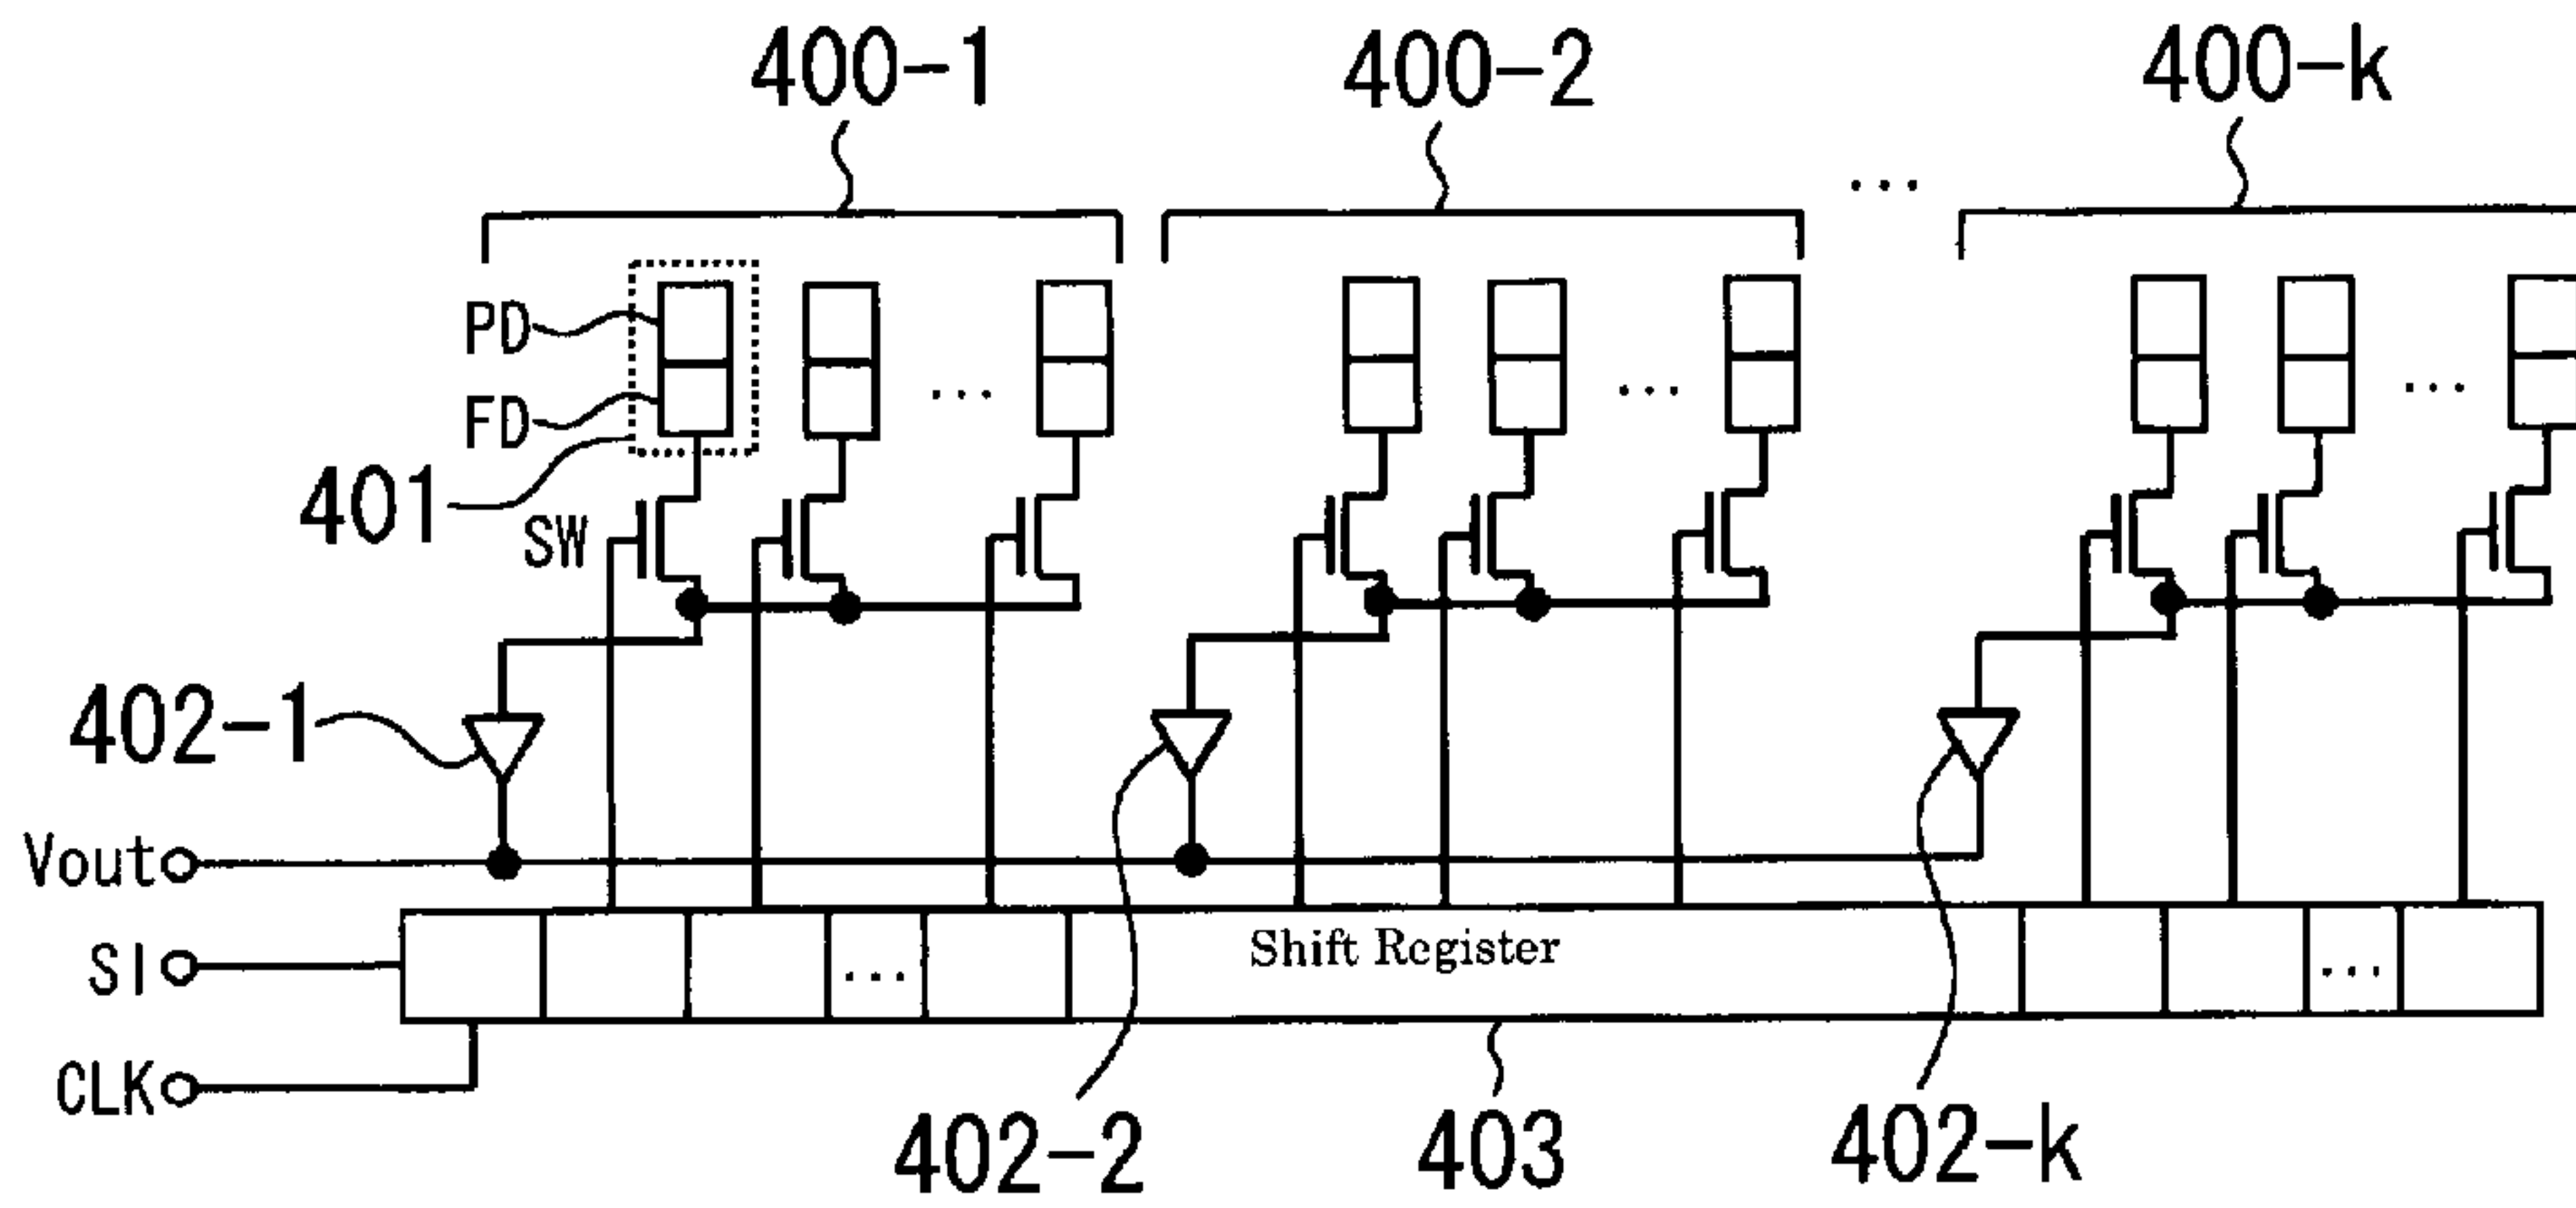 400-1 400-2 400-k
...
PD
FD
... ... ...
401
SW
402-1
Vout
SI
Shift Register
... ...
CLK
402-2 403 402-k